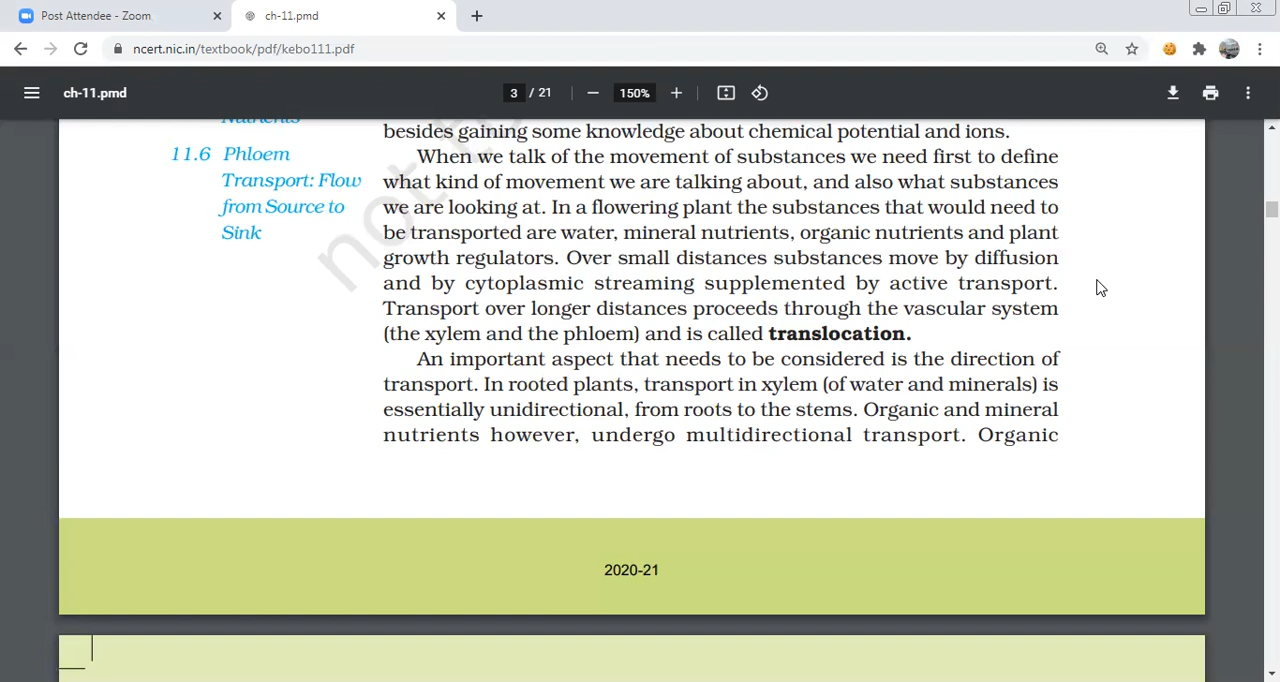 Post Attendee - Zoom
ch-11.pmd
ncert.nic.in/textbook/pdf/kebo111.pdf
ch-11.pmd
3 / 21
150%
Nutrients
11.6 Phloem
Transport: Flow
from Source to
Sink
besides gaining some knowledge about chemical potential and ions.
When we talk of the movement of substances we need first to define
what kind of movement we are talking about, and also what substances
we are looking at. In a flowering plant the substances that would need to
be transported are water, mineral nutrients, organic nutrients and plant
growth regulators. Over small distances substances move by diffusion
and by cytoplasmic streaming supplemented by active transport.
Transport over longer distances proceeds through the vascular system
(the xylem and the phloem) and is called translocation.
An important aspect that needs to be considered is the direction of
transport. In rooted plants, transport in xylem (of water and minerals) is
essentially unidirectional, from roots to the stems. Organic and mineral
nutrients however, undergo multidirectional transport. Organic
not
2020-21